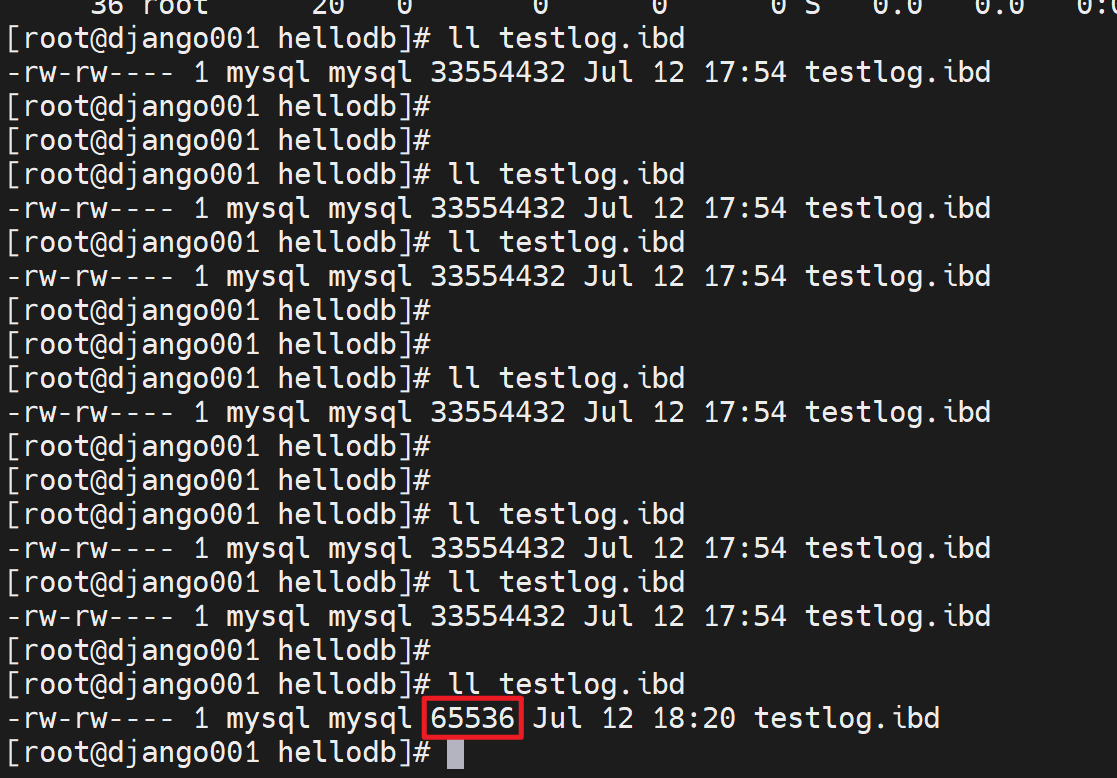 36 root 20 0 0 0 0 S 0.0 0.0
[root@django001 hellodb]# ll testlog.ibd
-rw-rw---- 1 mysql mysql 33554432 Jul 12 17:54 testlog.ibd
[root@django001 hellodb]#
[root@django001 hellodb]#
[root@django001 hellodb]# ll testlog.ibd
-rw-rw---- 1 mysql mysql 33554432 Jul 12 17:54 testlog.ibd
[root@django001 hellodb]# ll testlog.ibd
-rw-rw---- 1 mysql mysql 33554432 Jul 12 17:54 testlog.ibd
[root@django001 hellodb]#
[root@django001 hellodb]#
[root@django001 hellodb]# ll testlog.ibd
-rw-rw---- 1 mysql mysql 33554432 Jul 12 17:54 testlog.ibd
[root@django001 hellodb]#
[root@django001 hellodb]#
[root@django001 hellodb]# ll testlog.ibd
-rw-rw---- 1 mysql mysql 33554432 Jul 12 17:54 testlog.ibd
[root@django001 hellodb]# ll testlog.ibd
-rw-rw---- 1 mysql mysql 33554432 Jul 12 17:54 testlog.ibd
[root@django001 hellodb]#
[root@django001 hellodb]# ll testlog.ibd
-rw-rw---- 1 mysql mysql 65536 Jul 12 18:20 testlog.ibd
[root@django001 hellodb]#